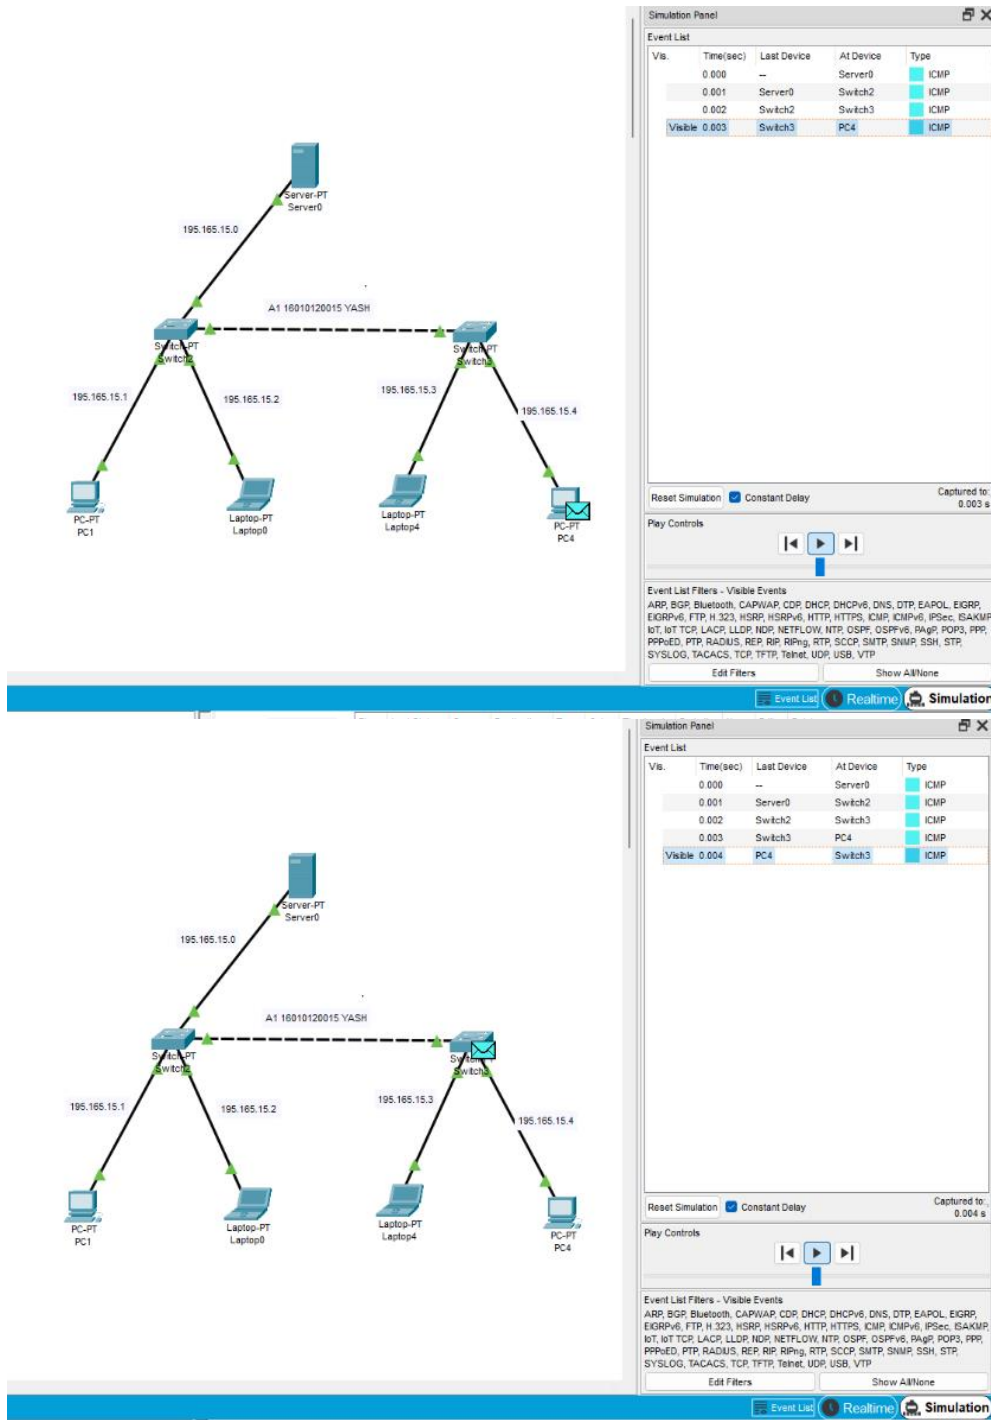 Simulation Panel
Event List
Vis. Time(sec) Last Device At Device Type
0.000 -- Server0 ICMP
0.001 Server0 Switch2 ICMP
0.002 Switch2 Switch3 ICMP
Visible 0.003 Switch3 PC4 ICMP
Server-PT
Server0
195.165.15.0
A1 16010120015 YASH
Switch-PT
Switch2
Switch-PT
Switch3
195.165.15.1
195.165.15.2
195.165.15.3
195.165.15.4
PC-PT
PC1
Laptop-PT
Laptop0
Laptop-PT
Laptop4
PC-PT
PC4
Reset Simulation Constant Delay Captured to:
0.003 s
Play Controls
Event List Filters - Visible Events
ARP, BGP, Bluetooth, CAPWAP, CDP, DHCP, DHCPv6, DNS, DTP, EAPOL, EIGRP,
EIGRPv6, FTP, H.323, HSRP, HSRPv6, HTTP, HTTPS, ICMP, ICMPv6, IPSec, ISAKMP,
IoT, IoT TCP, LACP, LLDP, NDP, NETFLOW, NTP, OSPF, OSPFv6, PAgP, POP3, PPP,
PPPoED, PTP, RADIUS, REP, RIP, RIPng, RTP, SCCP, SMTP, SNMP, SSH, STP,
SYSLOG, TACACS, TCP, TFTP, Telnet, UDP, USB, VTP
Edit Filters Show All/None
Event List Realtime Simulation
Simulation Panel
Event List
Vis. Time(sec) Last Device At Device Type
0.000 -- Server0 ICMP
0.001 Server0 Switch2 ICMP
0.002 Switch2 Switch3 ICMP
0.003 Switch3 PC4 ICMP
Visible 0.004 PC4 Switch3 ICMP
Server-PT
Server0
195.165.15.0
A1 16010120015 YASH
Switch-PT
Switch2
Switch3
195.165.15.1
195.165.15.2
195.165.15.3
195.165.15.4
PC-PT
PC1
Laptop-PT
Laptop0
Laptop-PT
Laptop4
PC-PT
PC4
Reset Simulation Constant Delay Captured to:
0.004 s
Play Controls
Event List Filters - Visible Events
ARP, BGP, Bluetooth, CAPWAP, CDP, DHCP, DHCPv6, DNS, DTP, EAPOL, EIGRP,
EIGRPv6, FTP, H.323, HSRP, HSRPv6, HTTP, HTTPS, ICMP, ICMPv6, IPSec, ISAKMP,
IoT, IoT TCP, LACP, LLDP, NDP, NETFLOW, NTP, OSPF, OSPFv6, PAgP, POP3, PPP,
PPPoED, PTP, RADIUS, REP, RIP, RIPng, RTP, SCCP, SMTP, SNMP, SSH, STP,
SYSLOG, TACACS, TCP, TFTP, Telnet, UDP, USB, VTP
Edit Filters Show All/None
Event List Realtime Simulation